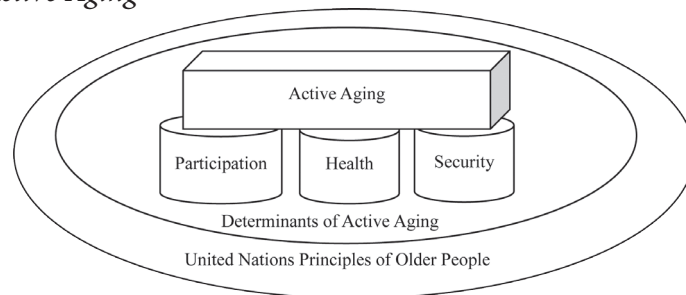 Active Aging
Participation
Health
Security
Determinants of Active Aging
United Nations Principles of Older People